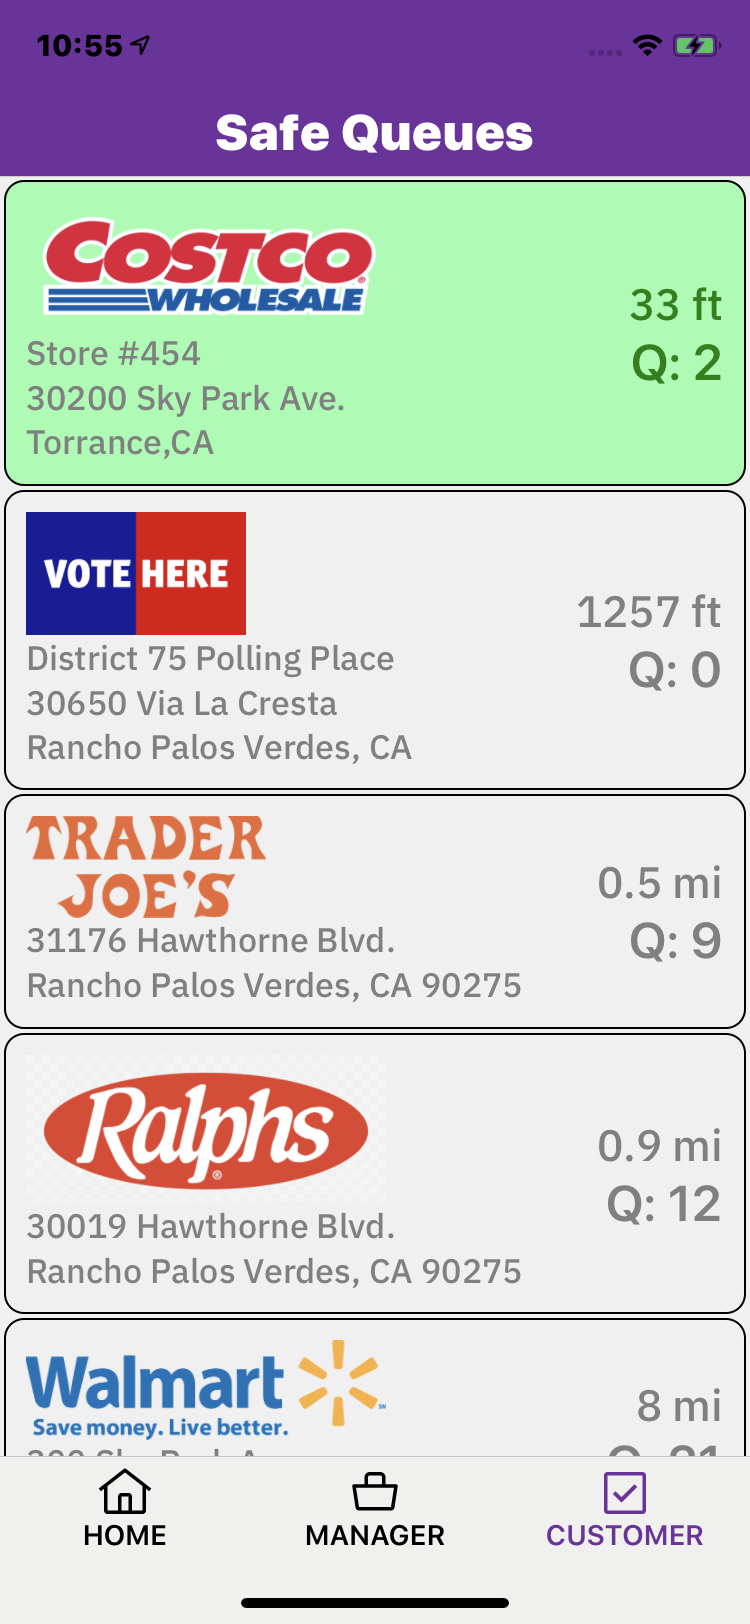 10:55
Safe Queues
COSTCO
WHOLESALE
Store #454
30200 Sky Park Ave.
Torrance,CA
33 ft
Q: 2
VOTE HERE
District 75 Polling Place
30650 Via La Cresta
Rancho Palos Verdes, CA
1257 ft
Q: 0
TRADER
JOE'S
31176 Hawthorne Blvd.
Rancho Palos Verdes, CA 90275
0.5 mi
Q: 9
Ralphs
30019 Hawthorne Blvd.
Rancho Palos Verdes, CA 90275
0.9 mi
Q: 12
Walmart
Save money. Live better.
8 mi
HOME
MANAGER
CUSTOMER